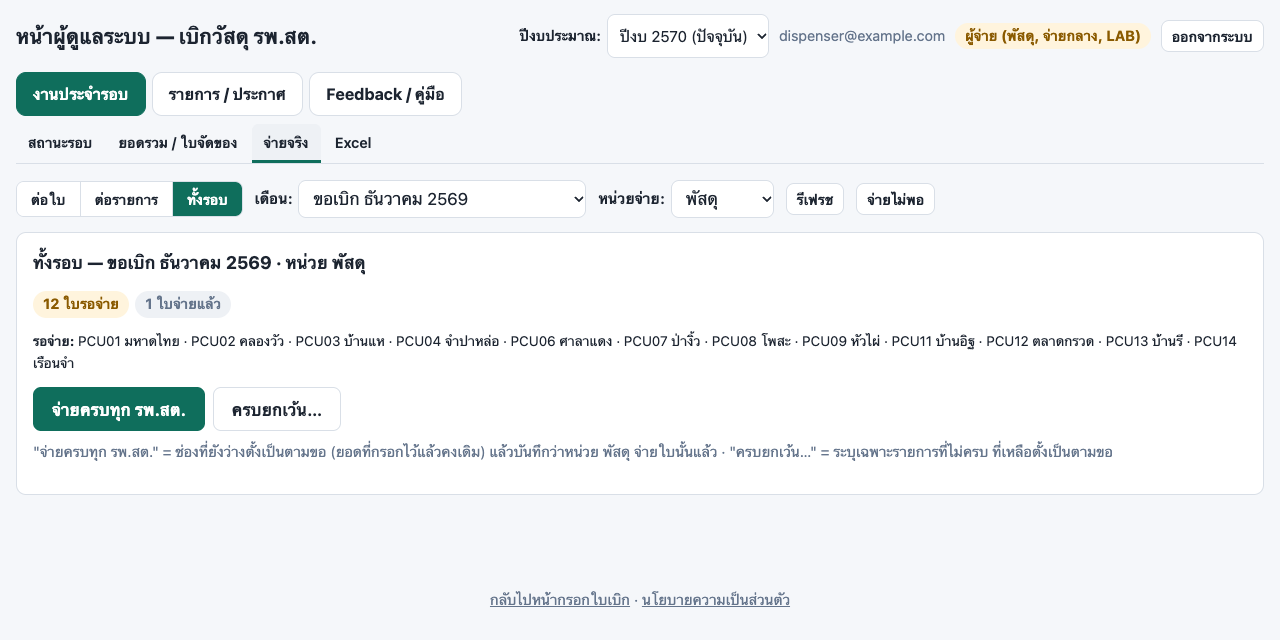 หน้าผู้ดูแลระบบ — เบิกวัสดุ รพ.สต.
ปีงบประมาณ: ปีงบ 2570 (ปัจจุบัน) dispenser@example.com ผู้จ่าย (พัสดุ, จ่ายกลาง, LAB) ออกจากระบบ
งานประจำรอบ รายการ / ประกาศ Feedback / คู่มือ
สถานะรอบ ยอดรวม / ใบจัดของ จ่ายจริง Excel
ต่อใบ ต่อรายการ ทั้งรอบ เดือน: ขอเบิก ธันวาคม 2569 หน่วยจ่าย: พัสดุ รีเฟรช จ่ายไม่พอ
ทั้งรอบ — ขอเบิก ธันวาคม 2569 · หน่วย พัสดุ
12 ใบรอจ่าย 1 ใบจ่ายแล้ว
รอจ่าย: PCU01 มหาดไทย · PCU02 คลองวัว · PCU03 บ้านแห · PCU04 จำปาหล่อ · PCU06 ศาลาแดง · PCU07 ป่างิ้ว · PCU08 โพสะ · PCU09 หัวไผ่ · PCU11 บ้านอิฐ · PCU12 ตลาดกรวด · PCU13 บ้านรี · PCU14
เรือนจำ
จ่ายครบทุก รพ.สต. ครบยกเว้น...
"จ่ายครบทุก รพ.สต." = ช่องที่ยังว่างตั้งเป็นตามขอ (ยอดที่กรอกไว้แล้วคงเดิม) แล้วบันทึกว่าหน่วย พัสดุ จ่ายใบนั้นแล้ว · "ครบยกเว้น..." = ระบุเฉพาะรายการที่ไม่ครบ ที่เหลือตั้งเป็นตามขอ
กลับไปหน้ากรอกใบเบิก · นโยบายความเป็นส่วนตัว